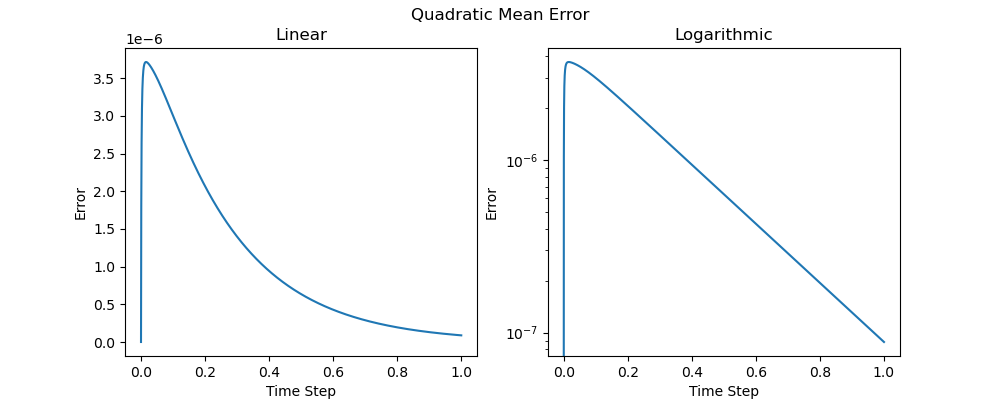 Quadratic Mean Error
Linear
1e−6
3.5
3.0
2.5
2.0
1.5
1.0
0.5
0.0
Error
0.0 0.2 0.4 0.6 0.8 1.0
Time Step
Logarithmic
10⁻⁶
10⁻⁷
Error
0.0 0.2 0.4 0.6 0.8 1.0
Time Step